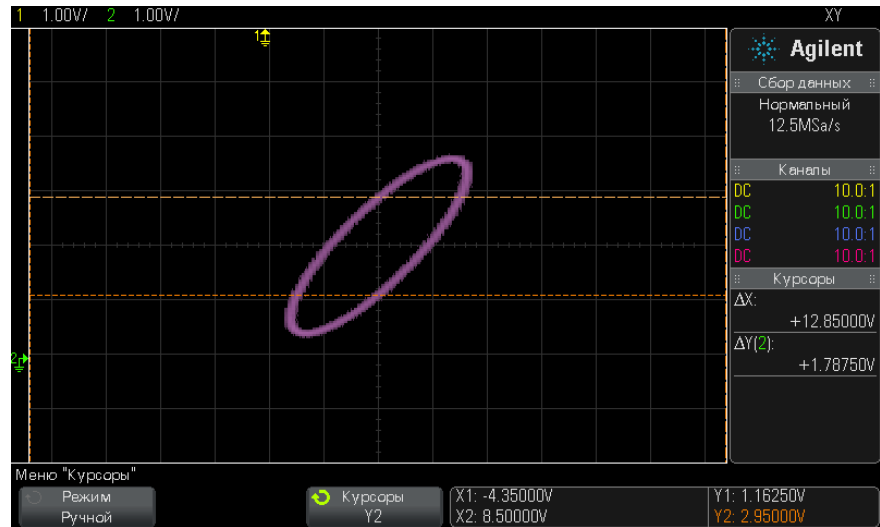 1 1.00V/ 2 1.00V/ XY
1
Agilent
Сбор данных
Нормальный
12.5MSa/s
Каналы
DC 10.0:1
DC 10.0:1
DC 10.0:1
DC 10.0:1
Курсоры
ΔX:
+12.85000V
ΔY(2):
+1.78750V
2
Меню "Курсоры"
Режим
Ручной
Курсоры
Y2
X1: -4.35000V
X2: 8.50000V
Y1: 1.16250V
Y2: 2.95000V